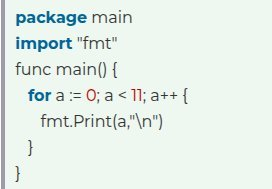 package main
import "fmt"
func main() {
for a := 0; a < 11; a++ {
fmt.Print(a,"\n")
}
}